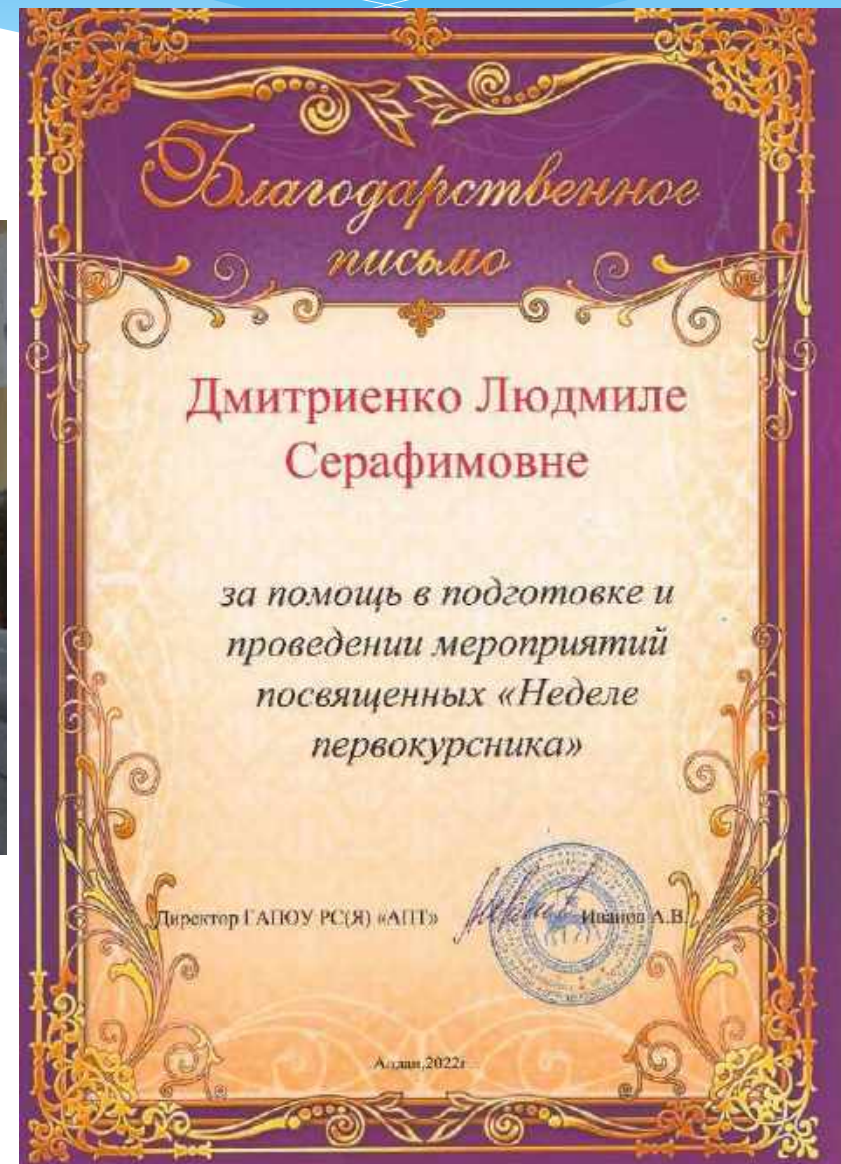 Благодарственное
письмо
Дмитриенко Людмиле
Серафимовне
за помощь в подготовке и
проведении мероприятий
посвященных «Неделе
первокурсника»
Директор ГАПОУ РС(Я) «АПТ» Иванов А.В.
Алдан,2022г